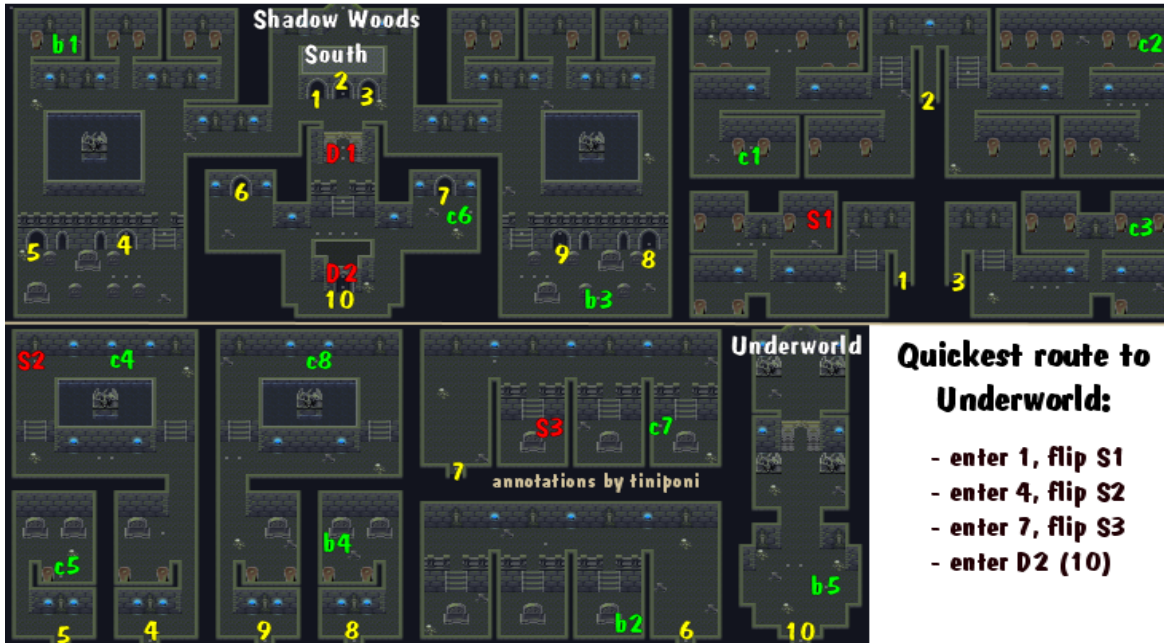 Shadow Woods
South
b1
1
2
3
D1
6
7
c6
5
4
D2
10
9
8
b3
c2
2
c1
S1
c3
1
3
S2
c4
c8
S3
c7
7
annotations by tiniponi
Underworld
c5
b4
b2
b5
5
4
9
8
6
10
Quickest route to
Underworld:
- enter 1, flip S1
- enter 4, flip S2
- enter 7, flip S3
- enter D2 (10)